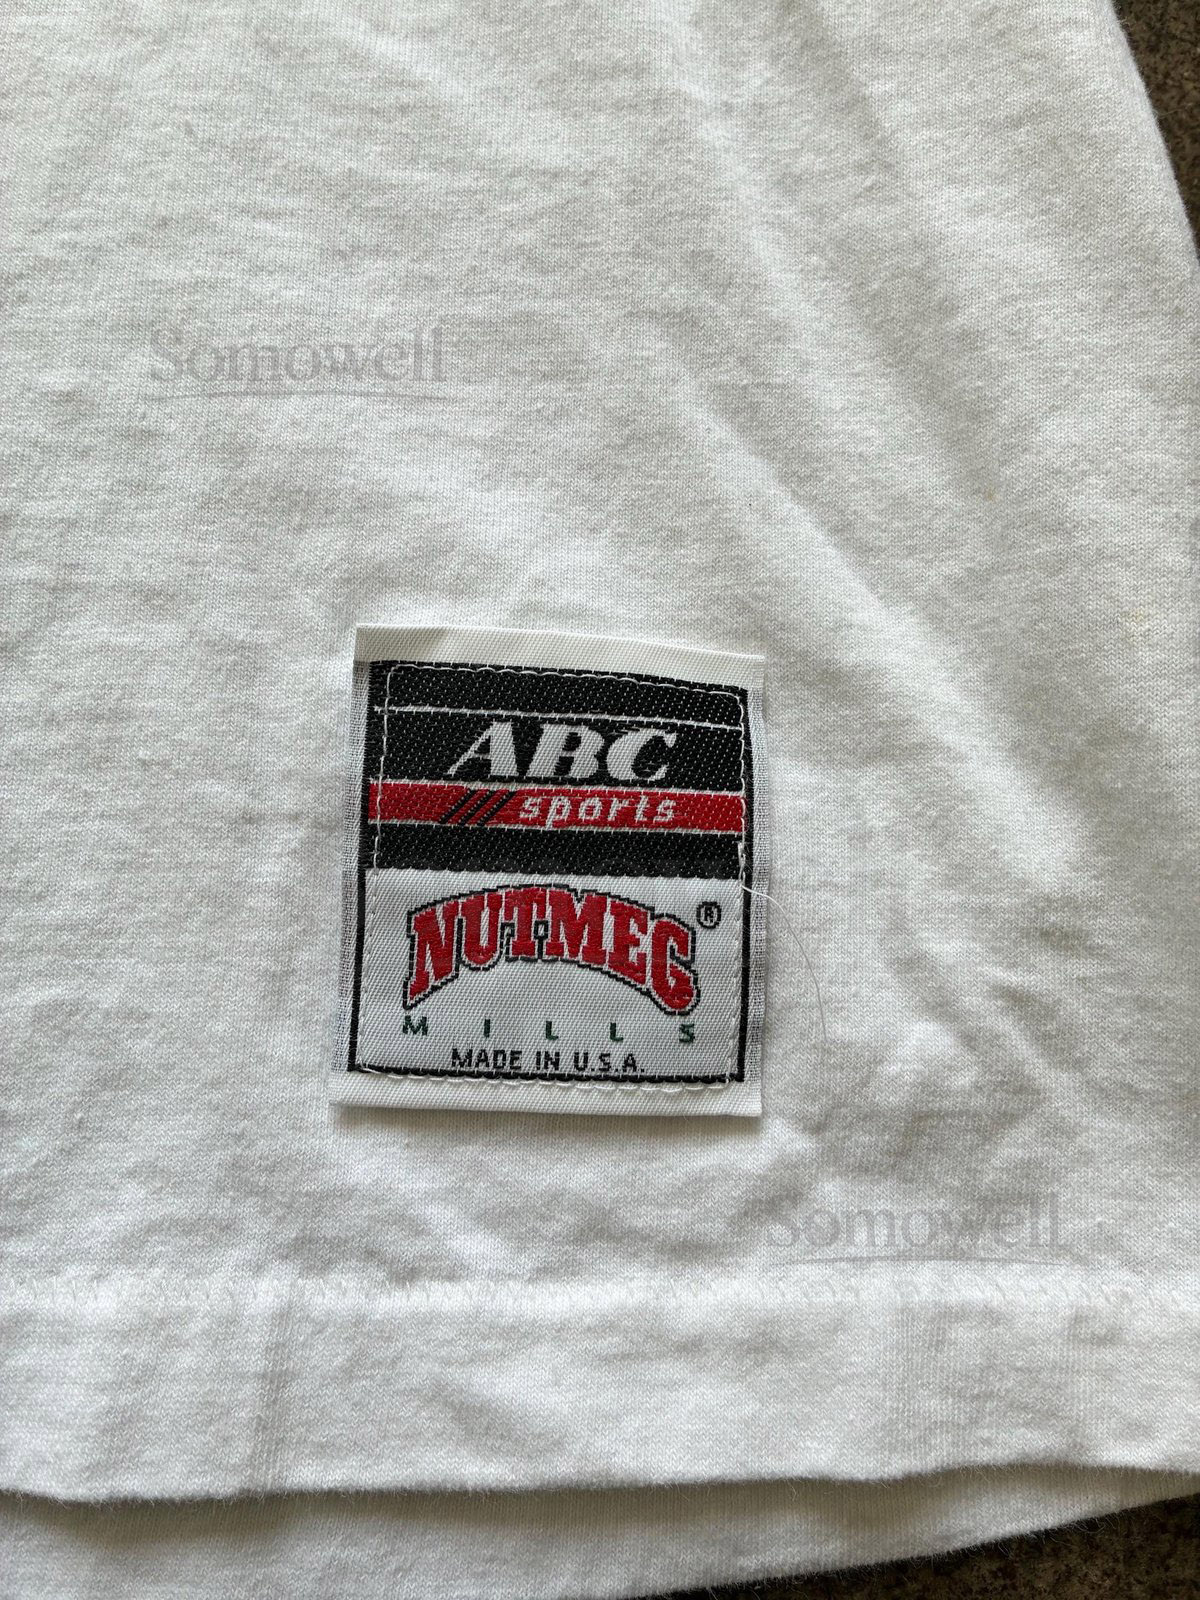 Somowell
ABC
sports
NUTMEG ®
MILLS
MADE IN U.S.A.
Somowell